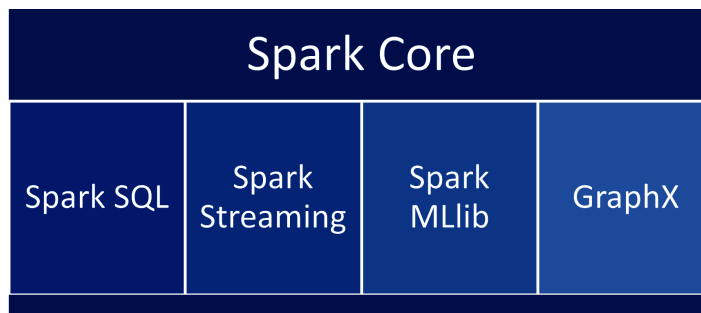 Spark Core
Spark SQL
Spark
Streaming
Spark
MLlib
GraphX